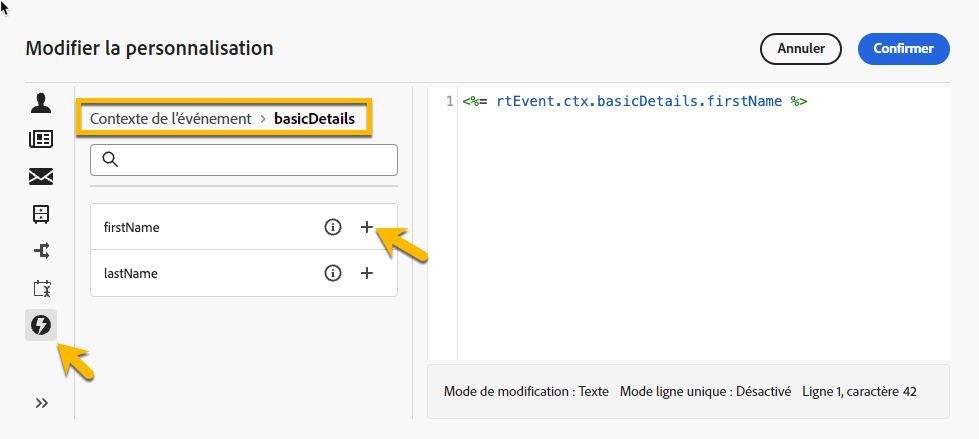 Modifier la personnalisation
Annuler
Confirmer
Contexte de l'événement > basicDetails
firstName
lastName
1 <%= rtEvent.ctx.basicDetails.firstName %>
Mode de modification : Texte Mode ligne unique : Désactivé Ligne 1, caractère 42